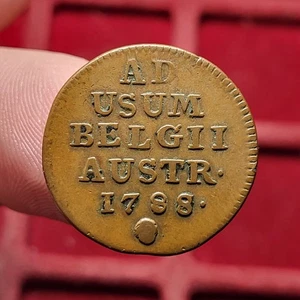 AD
USUM
BELGII
AUSTR·
1788·